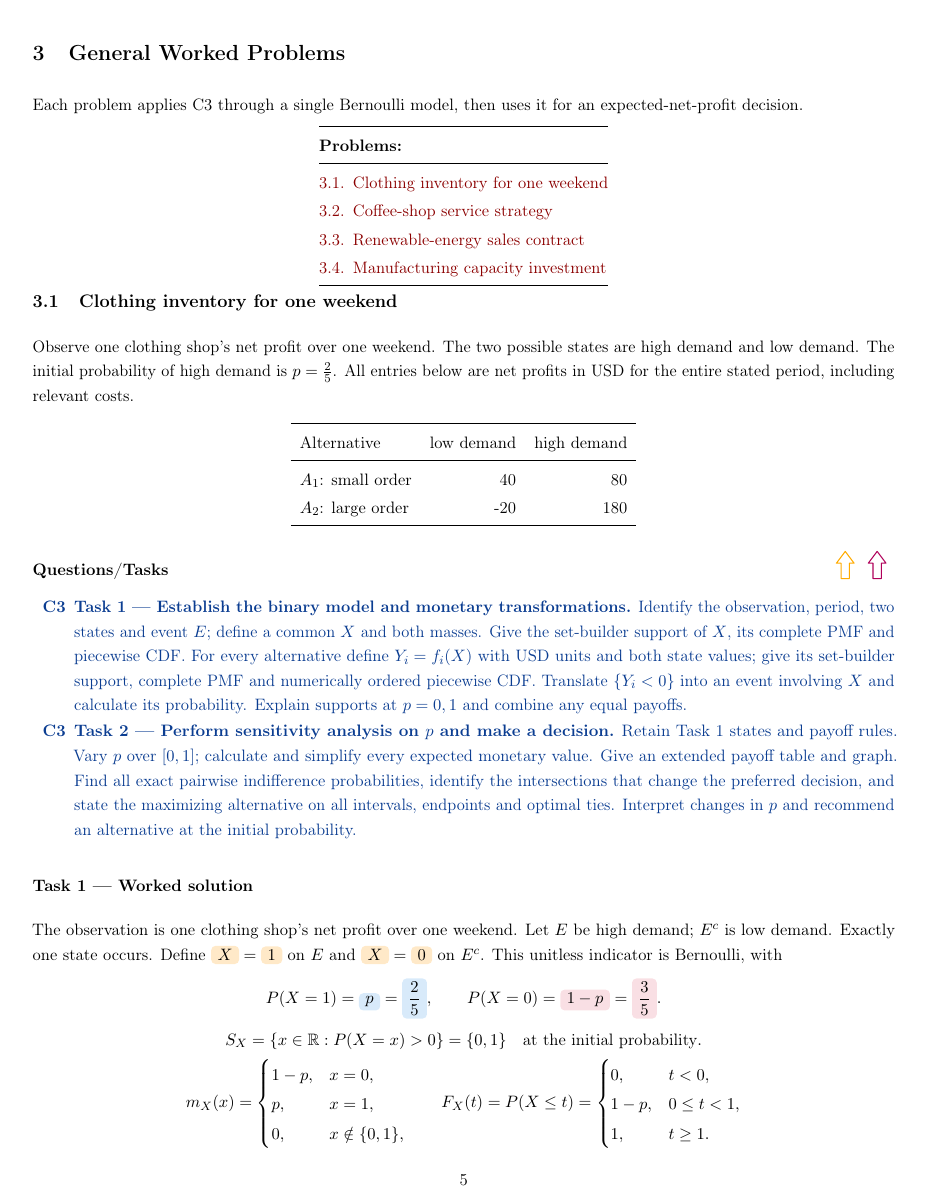 3 General Worked Problems
Each problem applies C3 through a single Bernoulli model, then uses it for an expected-net-profit decision.
Problems:
3.1. Clothing inventory for one weekend
3.2. Coffee-shop service strategy
3.3. Renewable-energy sales contract
3.4. Manufacturing capacity investment
3.1 Clothing inventory for one weekend
Observe one clothing shop's net profit over one weekend. The two possible states are high demand and low demand. The
initial probability of high demand is p = 2/5. All entries below are net profits in USD for the entire stated period, including
relevant costs.
Alternative low demand high demand
A₁: small order 40 80
A₂: large order -20 180
Questions/Tasks
C3 Task 1 — Establish the binary model and monetary transformations. Identify the observation, period, two
states and event E; define a common X and both masses. Give the set-builder support of X, its complete PMF and
piecewise CDF. For every alternative define Yᵢ = fᵢ(X) with USD units and both state values; give its set-builder
support, complete PMF and numerically ordered piecewise CDF. Translate {Yᵢ < 0} into an event involving X and
calculate its probability. Explain supports at p = 0, 1 and combine any equal payoffs.
C3 Task 2 — Perform sensitivity analysis on p and make a decision. Retain Task 1 states and payoff rules.
Vary p over [0, 1]; calculate and simplify every expected monetary value. Give an extended payoff table and graph.
Find all exact pairwise indifference probabilities, identify the intersections that change the preferred decision, and
state the maximizing alternative on all intervals, endpoints and optimal ties. Interpret changes in p and recommend
an alternative at the initial probability.
Task 1 — Worked solution
The observation is one clothing shop's net profit over one weekend. Let E be high demand; Eᶜ is low demand. Exactly
one state occurs. Define X = 1 on E and X = 0 on Eᶜ. This unitless indicator is Bernoulli, with
P(X = 1) = p = 2/5, P(X = 0) = 1 − p = 3/5.
S_X = {x ∈ ℝ : P(X = x) > 0} = {0, 1} at the initial probability.
m_X(x) = { 1 − p, x = 0, p, x = 1, 0, x ∉ {0, 1}, F_X(t) = P(X ≤ t) = { 0, t < 0, 1 − p, 0 ≤ t < 1, 1, t ≥ 1.
5